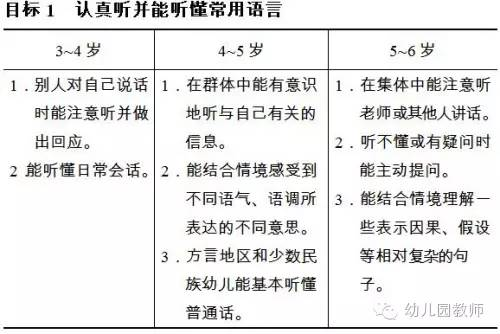 目标1 认真听并能听懂常用语言
3~4 岁
4~5 岁
5~6 岁
1．别人对自己说话
时能注意听并做
出回应。
2.能听懂日常会话。
1．在群体中能有意识
地听与自己有关的
信息。
2．能结合情境感受到
不同语气、语调所
表达的不同意思。
3．方言地区和少数民
族幼儿能基本听懂
普通话。
1．在集体中能注意听
老师或其他人讲话。
2．听不懂或有疑问时
能主动提问。
3．能结合情境理解一
些表示因果、假设
等相对复杂的句
子。
幼儿园教师